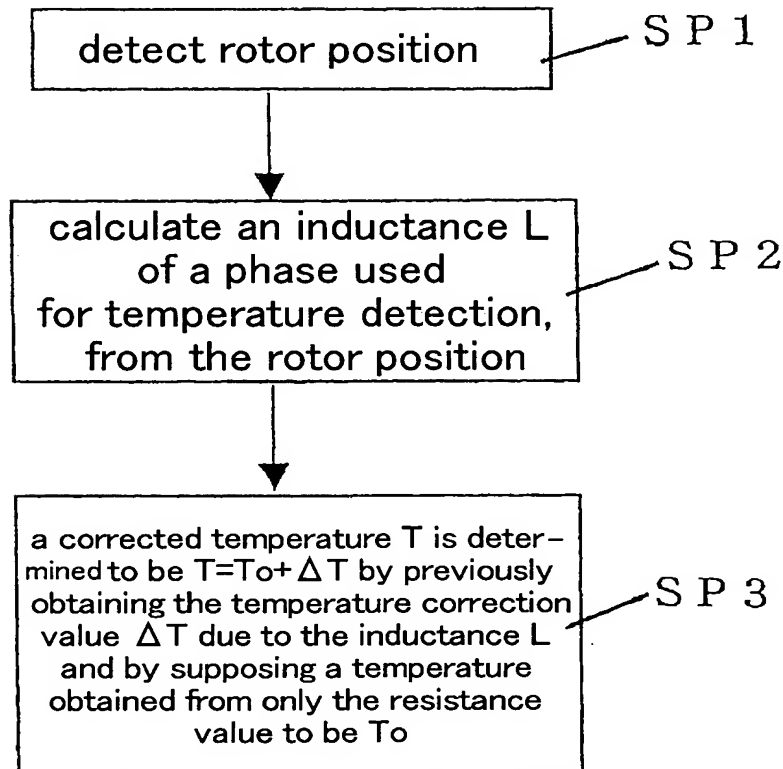 detect rotor position
SP1
calculate an inductance L
of a phase used
for temperature detection,
from the rotor position
SP2
a corrected temperature T is deter-
mined to be T=To+ΔT by previously
obtaining the temperature correction
value ΔT due to the inductance L
and by supposing a temperature
obtained from only the resistance
value to be To
SP3